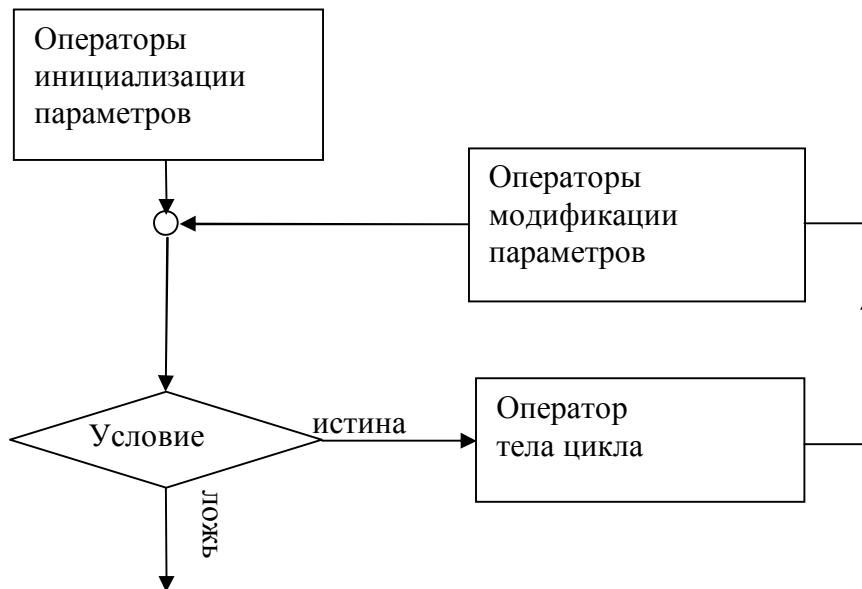 Операторы
инициализации
параметров
Операторы
модификации
параметров
Условие
истина
Оператор
тела цикла
ложь